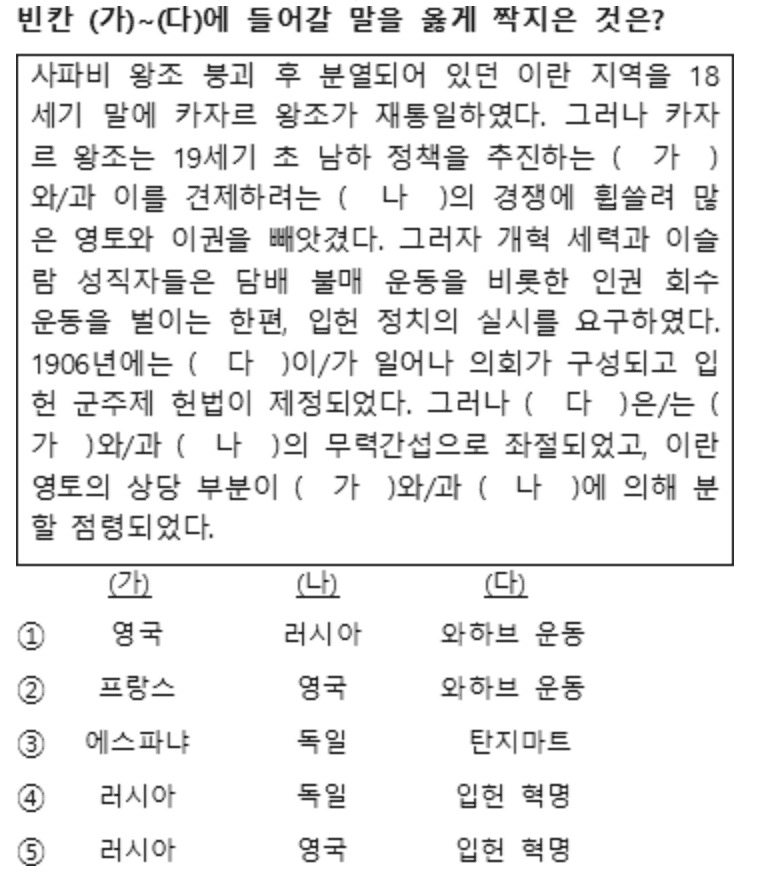 빈칸 (가)~(다)에 들어갈 말을 옳게 짝지은 것은?
사파비 왕조 붕괴 후 분열되어 있던 이란 지역을 18
세기 말에 카자르 왕조가 재통일하였다. 그러나 카자
르 왕조는 19세기 초 남하 정책을 추진하는 ( 가 )
와/과 이를 견제하려는 ( 나 )의 경쟁에 휩쓸려 많
은 영토와 이권을 빼앗겼다. 그러자 개혁 세력과 이슬
람 성직자들은 담배 불매 운동을 비롯한 인권 회수
운동을 벌이는 한편, 입헌 정치의 실시를 요구하였다.
1906년에는 ( 다 )이/가 일어나 의회가 구성되고 입
헌 군주제 헌법이 제정되었다. 그러나 ( 다 )은/는 (
가 )와/과 ( 나 )의 무력간섭으로 좌절되었고, 이란
영토의 상당 부분이 ( 가 )와/과 ( 나 )에 의해 분
할 점령되었다.
(가) (나) (다)
① 영국 러시아 와하브 운동
② 프랑스 영국 와하브 운동
③ 에스파냐 독일 탄지마트
④ 러시아 독일 입헌 혁명
⑤ 러시아 영국 입헌 혁명